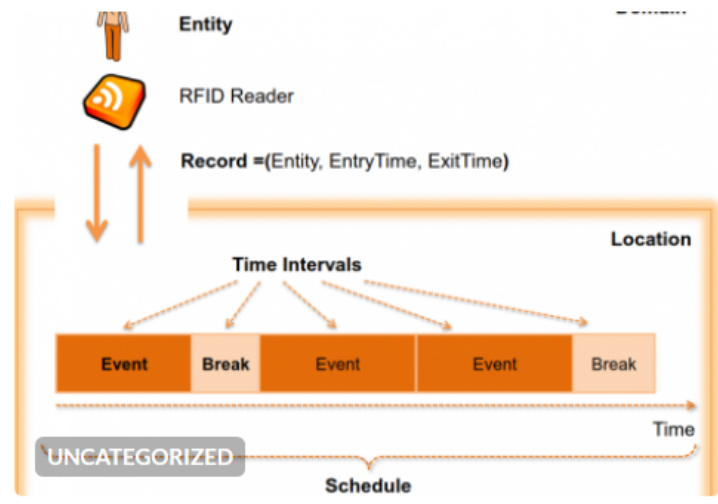 Entity
RFID Reader
Record =(Entity, EntryTime, ExitTime)
Location
Time Intervals
Event Break Event Event Break
Time
UNCATEGORIZED
Schedule